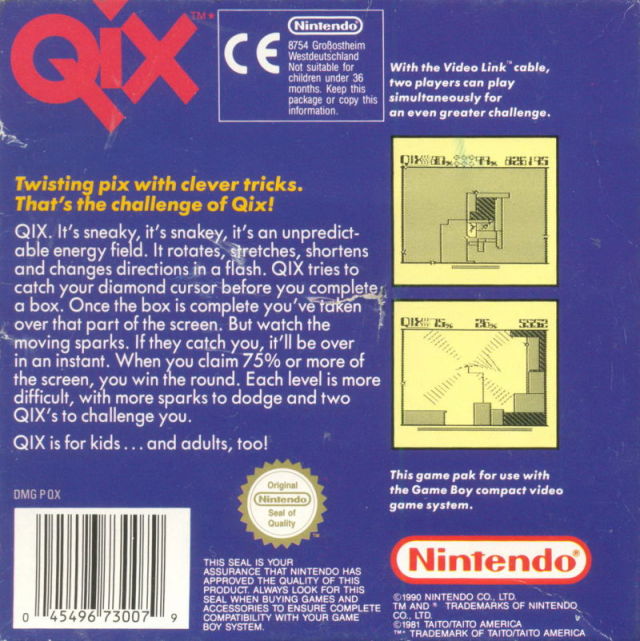 QIX™*
CE
Nintendo
8754 Großostheim
Westdeutschland
Not suitable for
children under 36
months. Keep this
package or copy this
information.
With the Video Link™ cable,
two players can play
simultaneously for
an even greater challenge.
Twisting pix with clever tricks.
That's the challenge of Qix!
QIX. It's sneaky, it's snakey, it's an unpredict-
able energy field. It rotates, stretches, shortens
and changes directions in a flash. QIX tries to
catch your diamond cursor before you complete
a box. Once the box is complete you've taken
over that part of the screen. But watch the
moving sparks. If they catch you, it'll be over
in an instant. When you claim 75% or more of
the screen, you win the round. Each level is more
difficult, with more sparks to dodge and two
QIX's to challenge you.
QIX is for kids . . . and adults, too!
QIX 75% 26% 5552
This game pak for use with
the Game Boy compact video
game system.
DMG P QX
Original
Nintendo
Seal of
Quality
™
0 45496 73007 9
THIS SEAL IS YOUR
ASSURANCE THAT NINTENDO HAS
APPROVED THE QUALITY OF THIS
PRODUCT. ALWAYS LOOK FOR THIS
SEAL WHEN BUYING GAMES AND
ACCESSORIES TO ENSURE COMPLETE
COMPATIBILITY WITH YOUR GAME
BOY SYSTEM.
Nintendo®
©1990 NINTENDO CO., LTD.
TM AND ® TRADEMARKS OF NINTENDO
CO., LTD.
©1981 TAITO/TAITO AMERICA
™* TRADEMARK OF TAITO/TAITO AMERICA